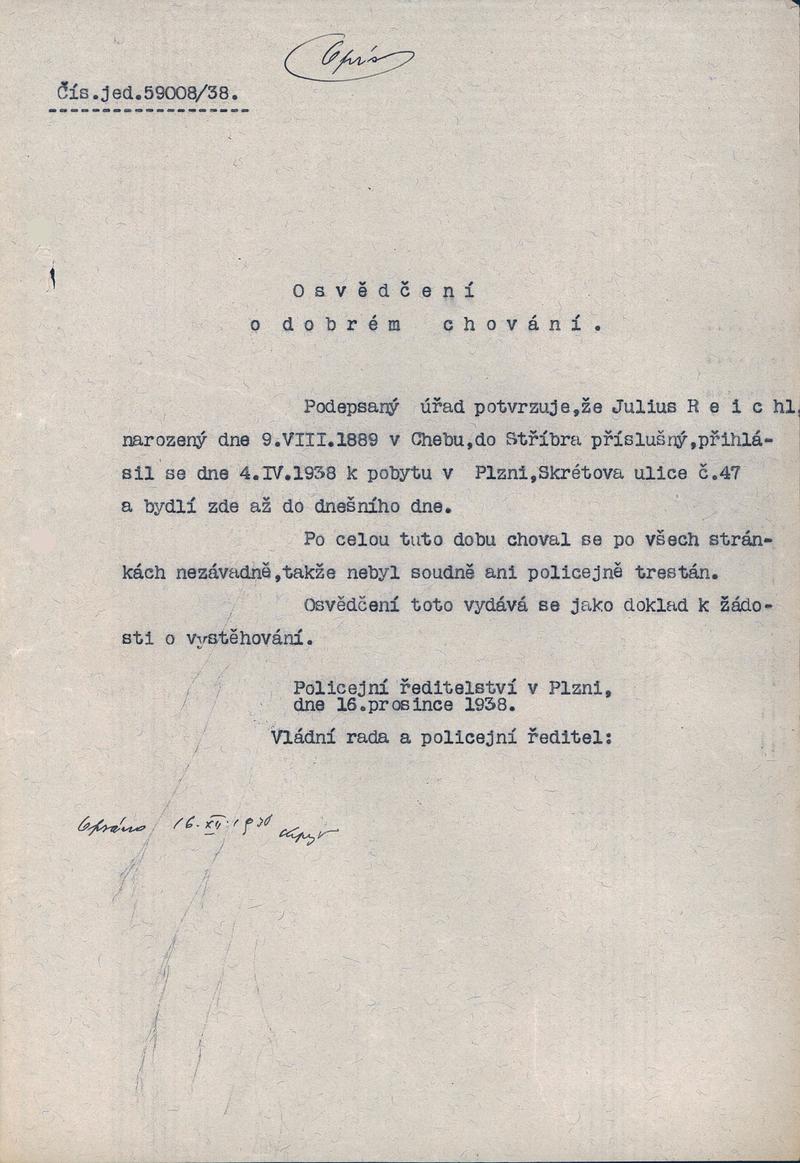 Opis
Čís.jed.59008/38.
O s v ě d č e n í
o d o b r é m c h o v á n í .
Podepsaný úřad potvrzuje,že Julius R e i c hl,
narozený dne 9.VIII.1889 v Chebu,do Stříbra příslušný,přihlá-
sil se dne 4.IV.1938 k pobytu v Plzni,Skrétova ulice č.47
a bydlí zde až do dnešního dne.
Po celou tuto dobu choval se po všech strán-
kách nezávadně,takže nebyl soudně ani policejně trestán.
Osvědčení toto vydává se jako doklad k žádo-
sti o vystěhování.
Policejní ředitelství v Plzni,
dne 16.prosince 1938.
Vládní rada a policejní ředitel:
Opsáno 16.XII.1938